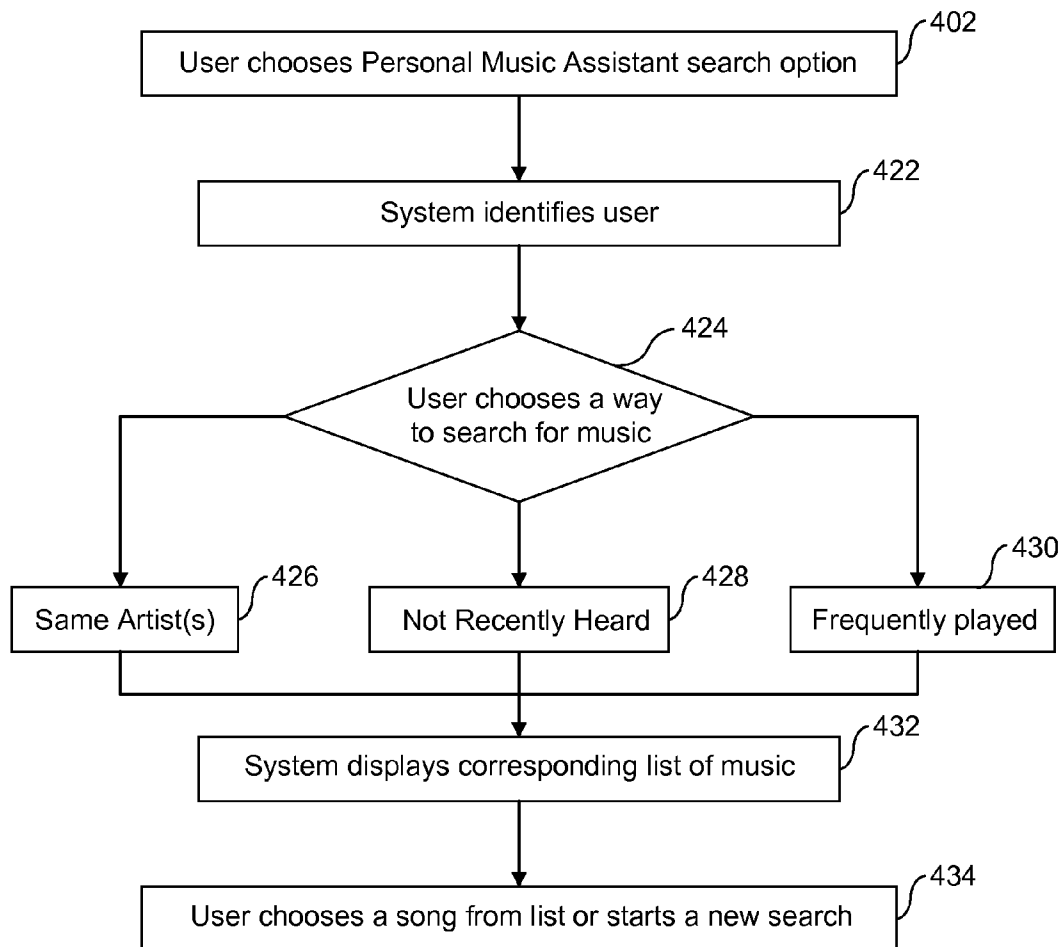 402
User chooses Personal Music Assistant search option
422
System identifies user
424
User chooses a way
to search for music
426
Same Artist(s)
428
Not Recently Heard
430
Frequently played
432
System displays corresponding list of music
434
User chooses a song from list or starts a new search